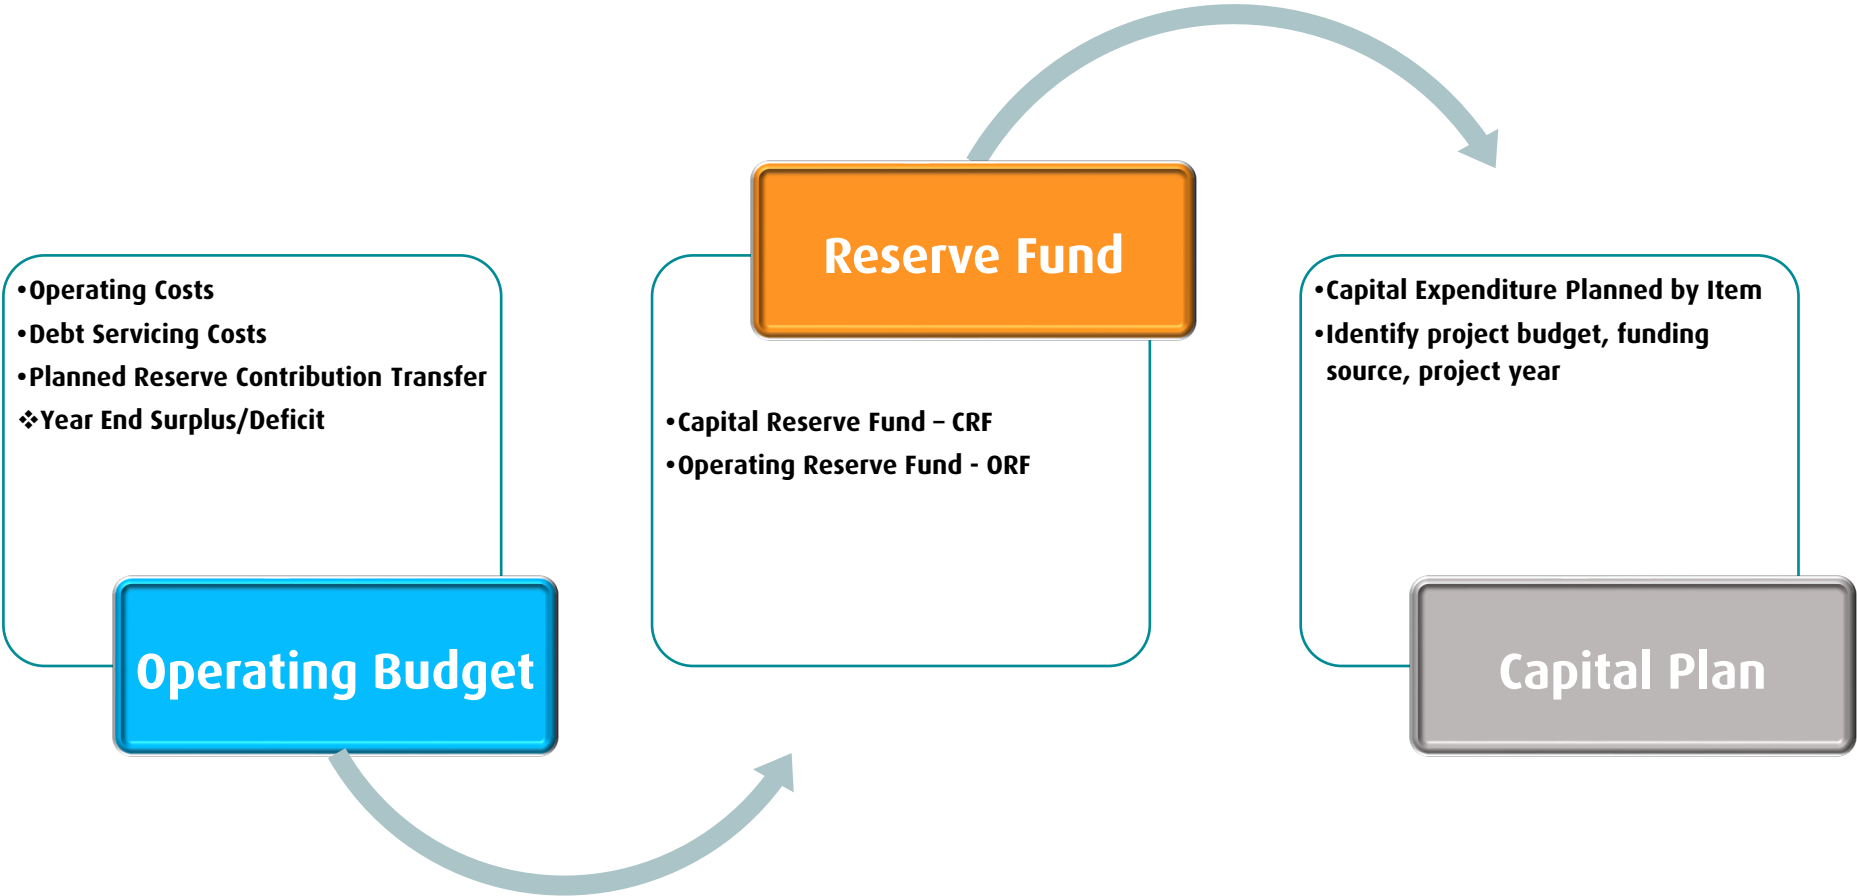 •Operating Costs
•Debt Servicing Costs
•Planned Reserve Contribution Transfer
❖Year End Surplus/Deficit
Operating Budget
Reserve Fund
•Capital Reserve Fund – CRF
•Operating Reserve Fund - ORF
•Capital Expenditure Planned by Item
•Identify project budget, funding
source, project year
Capital Plan